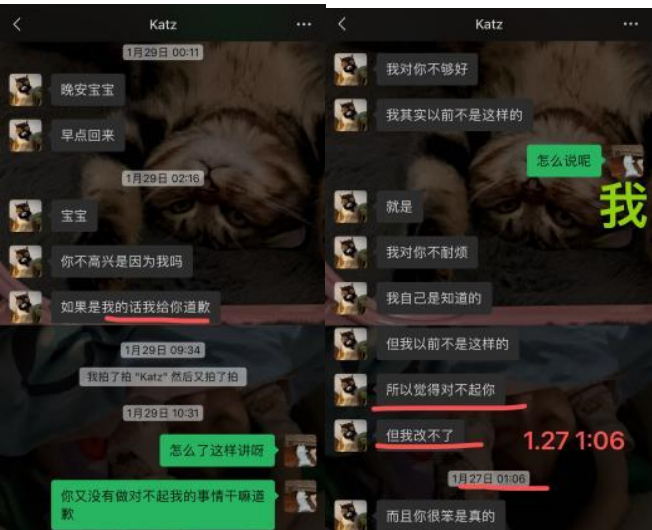 Katz
1月29日 00:11
晚安宝宝
早点回来
1月29日 02:16
宝宝
你不高兴是因为我吗
如果是我的话我给你道歉
1月29日 09:34
我拍了拍 "Katz" 然后又拍了拍
1月29日 10:31
怎么了这样讲呀
你又没有做对不起我的事情干嘛道
歉
Katz
我对你不够好
我其实以前不是这样的
怎么说呢
我
就是
我对你不耐烦
我自己是知道的
但我以前不是这样的
所以觉得对不起你
但我改不了
1.27 1:06
1月27日 01:06
而且你很笨是真的